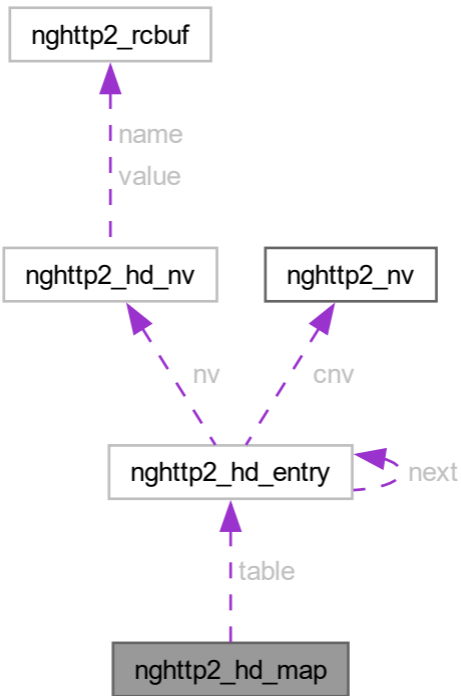 nghttp2_rcbuf
name
value
nghttp2_hd_nv
nghttp2_nv
nv
cnv
nghttp2_hd_entry
next
table
nghttp2_hd_map